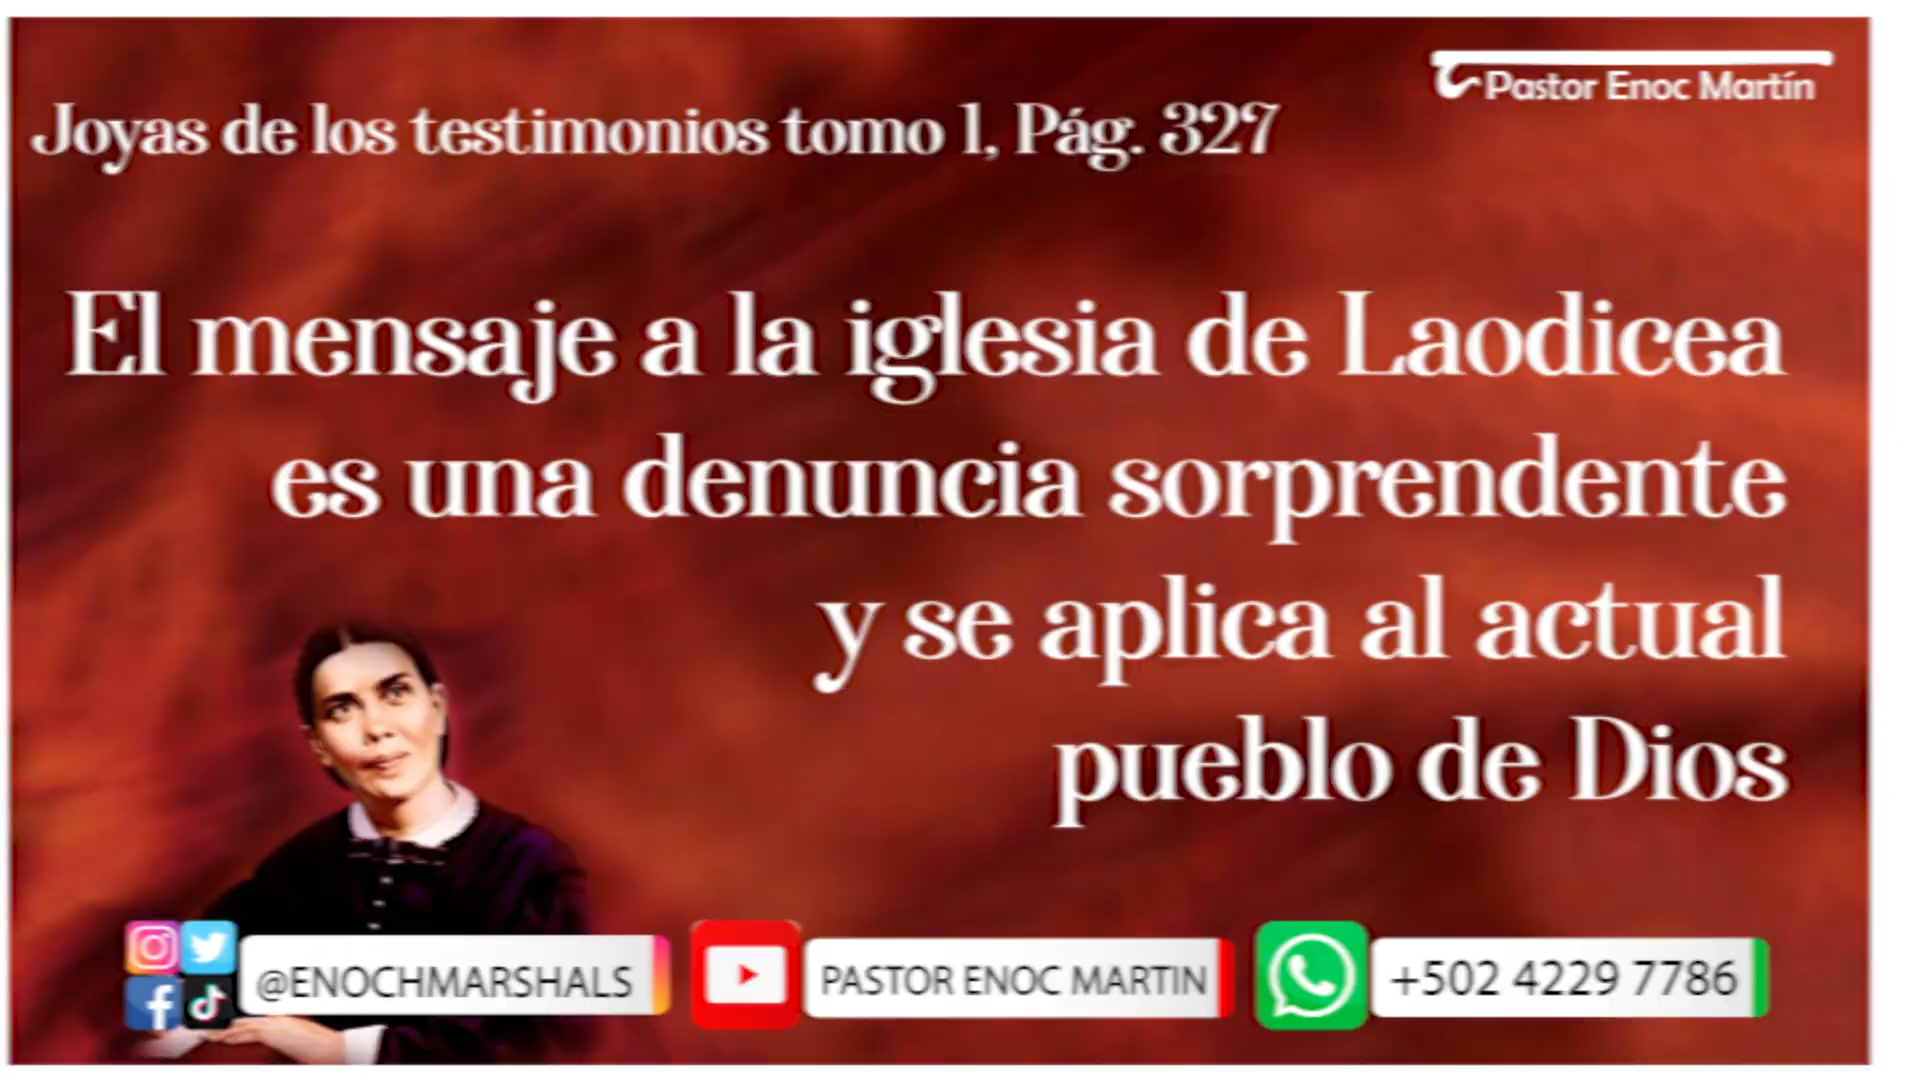 Pastor Enoc Martín
Joyas de los testimonios tomo 1, Pág. 327
El mensaje a la iglesia de Laodicea
es una denuncia sorprendente
y se aplica al actual
pueblo de Dios
@ENOCHMARSHALS
PASTOR ENOC MARTIN
+502 4229 7786